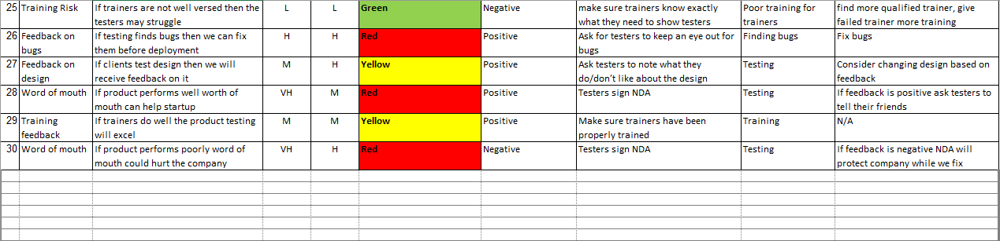 25 Training Risk If trainers are not well versed then the L L Green Negative make sure trainers know exactly Poor training for find more qualified trainer, give
testers may struggle what they need to show testers trainers failed trainer more training
26 Feedback on If testing finds bugs then we can fix H H Red Positive Ask for testers to keep an eye out for Finding bugs Fix bugs
bugs them before deployment bugs
27 Feedback on If clients test design then we will M H Yellow Positive Ask testers to note what they Testing Consider changing design based on
design receive feedback on it do/don't like about the design feedback
28 Word of mouth If product performs well worth of VH M Red Positive Testers sign NDA Testing If feedback is positive ask testers to
mouth can help startup tell their friends
29 Training If trainers do well the product testing M M Yellow Positive Make sure trainers have been Training N/A
feedback will excel properly trained
30 Word of mouth If product performs poorly word of VH H Red Negative Testers sign NDA Testing If feedback is negative NDA will
mouth could hurt the company protect company while we fix